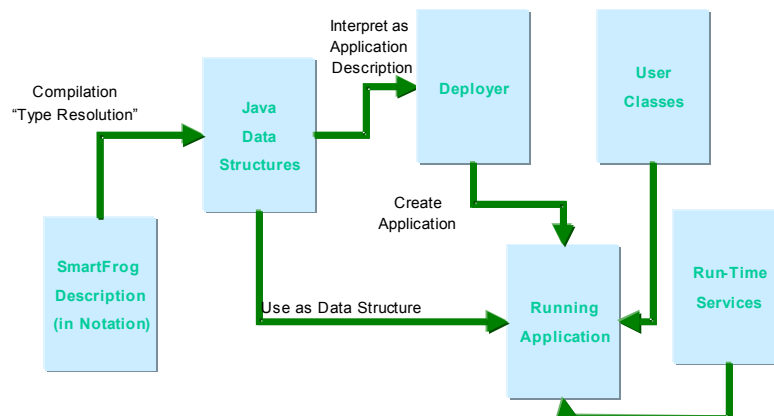 Interpret as
Application
Description
Compilation
“Type Resolution”
Java
Data
Structures
Deployer
User
Classes
Create
Application
SmartFrog
Description
(in Notation)
Use as Data Structure
Running
Application
Run-Time
Services